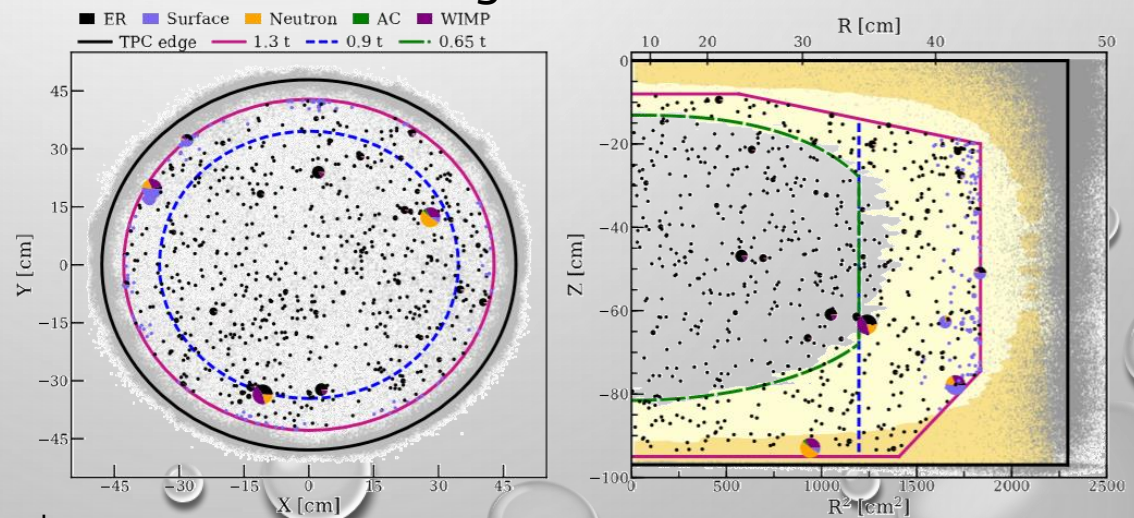 ER Surface Neutron AC WIMP
TPC edge 1.3 t 0.9 t 0.65 t
45
30
15
0
−15
−30
−45
Y [cm]
−45 −30 −15 0 15 30 45
X [cm]
R [cm]
10 20 30 40 50
0
−20
−40
−60
−80
−100
Z [cm]
0 500 1000 1500 2000 2500
R² [cm²]